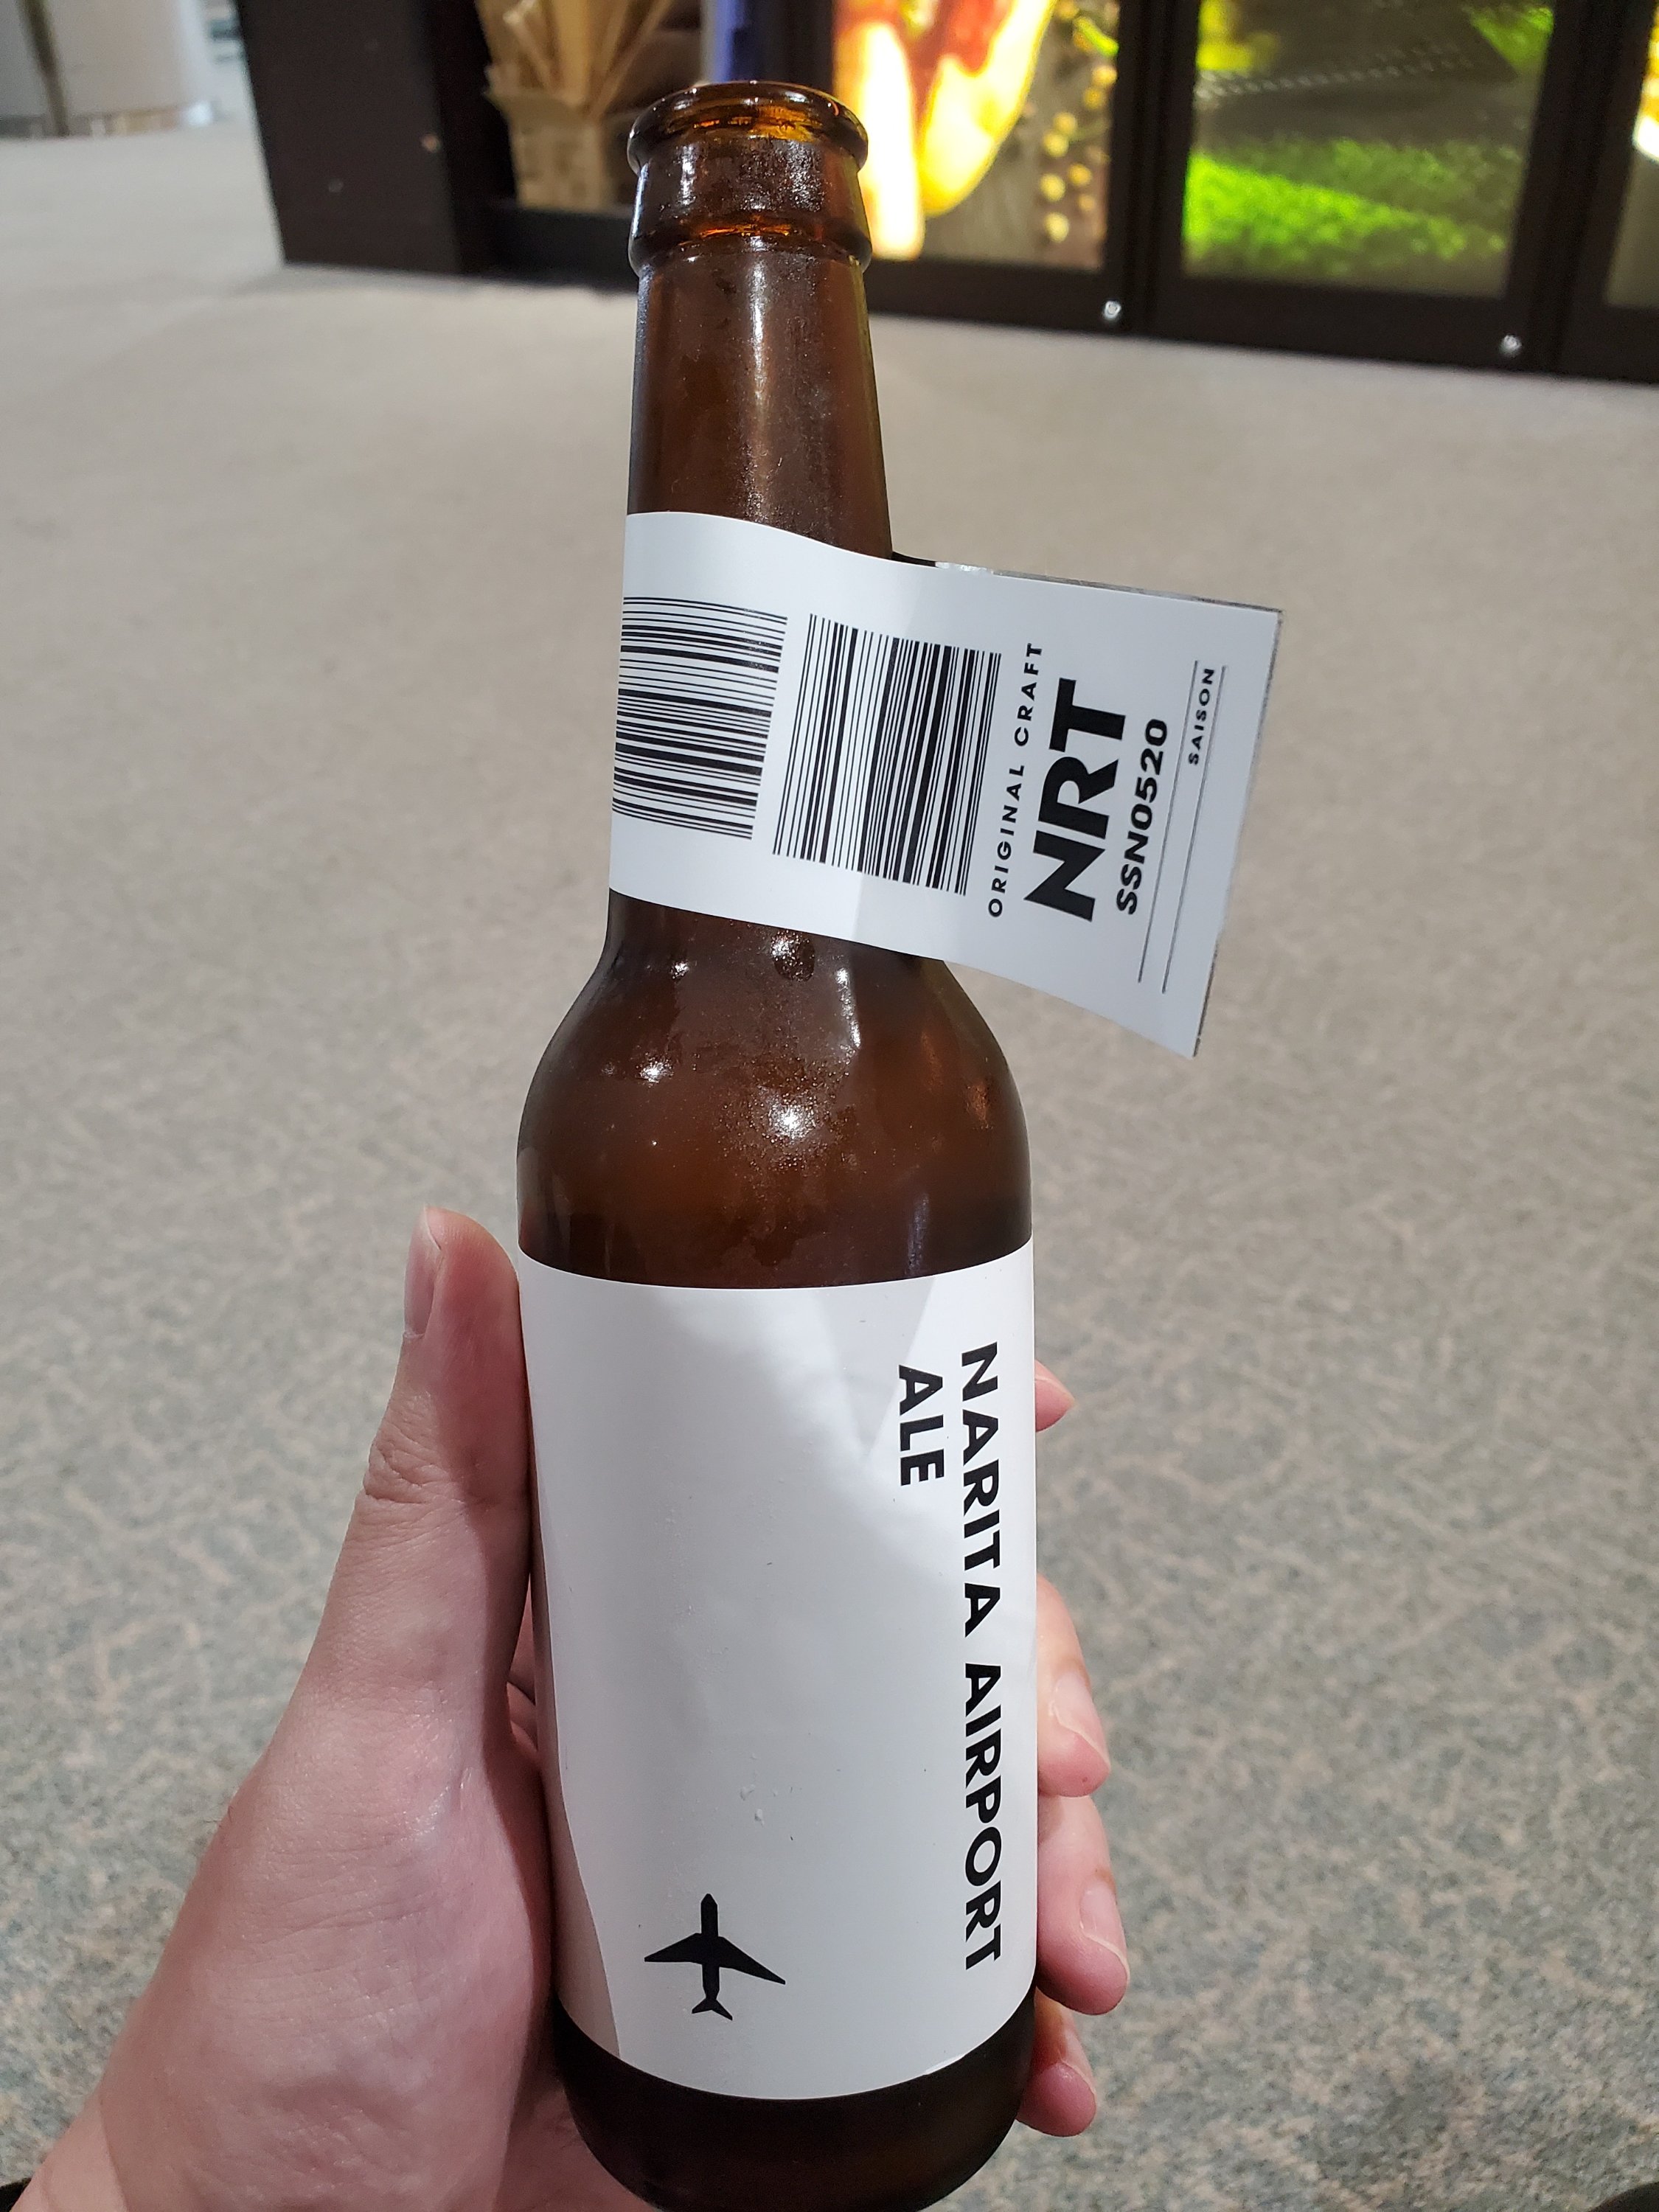 ORIGINAL CRAFT
NRT
SSN0520
SAISON
NARITA AIRPORT
ALE